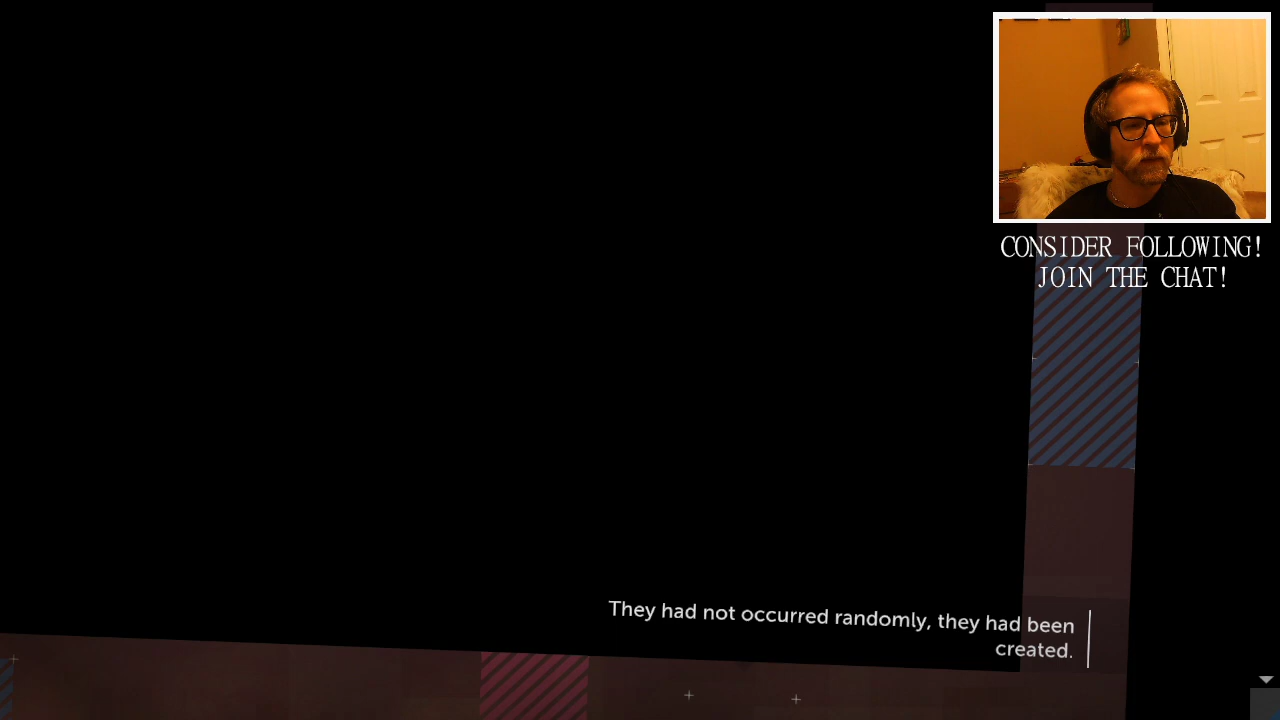 CONSIDER FOLLOWING!
JOIN THE CHAT!
They had not occurred randomly, they had been
created.